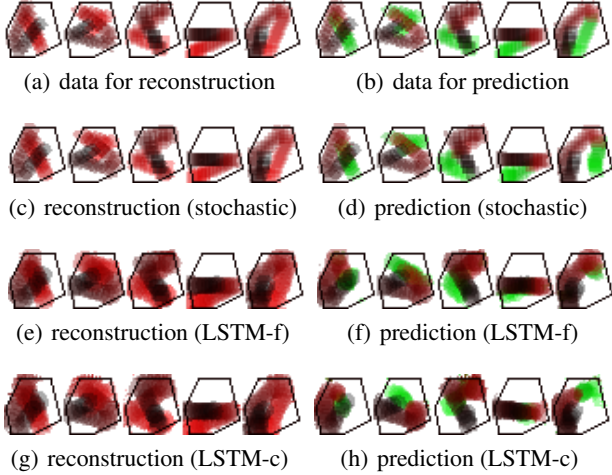 (a) data for reconstruction
(b) data for prediction
(c) reconstruction (stochastic)
(d) prediction (stochastic)
(e) reconstruction (LSTM-f)
(f) prediction (LSTM-f)
(g) reconstruction (LSTM-c)
(h) prediction (LSTM-c)